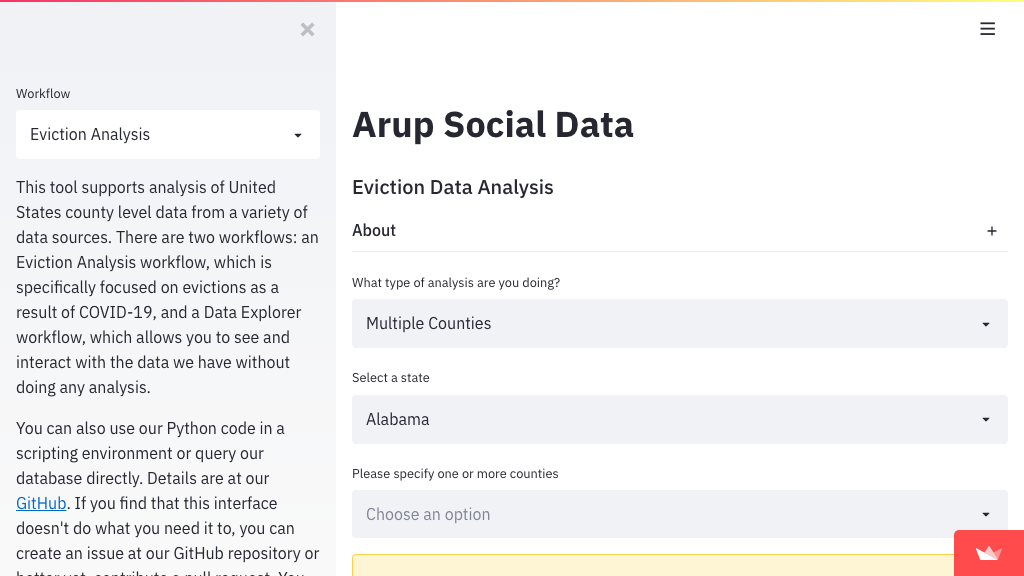 Workflow
Eviction Analysis
This tool supports analysis of United
States county level data from a variety of
data sources. There are two workflows: an
Eviction Analysis workflow, which is
specifically focused on evictions as a
result of COVID-19, and a Data Explorer
workflow, which allows you to see and
interact with the data we have without
doing any analysis.
You can also use our Python code in a
scripting environment or query our
database directly. Details are at our
GitHub. If you find that this interface
doesn't do what you need it to, you can
create an issue at our GitHub repository or
better yet, contribute a pull request. You
Arup Social Data
Eviction Data Analysis
About
What type of analysis are you doing?
Multiple Counties
Select a state
Alabama
Please specify one or more counties
Choose an option